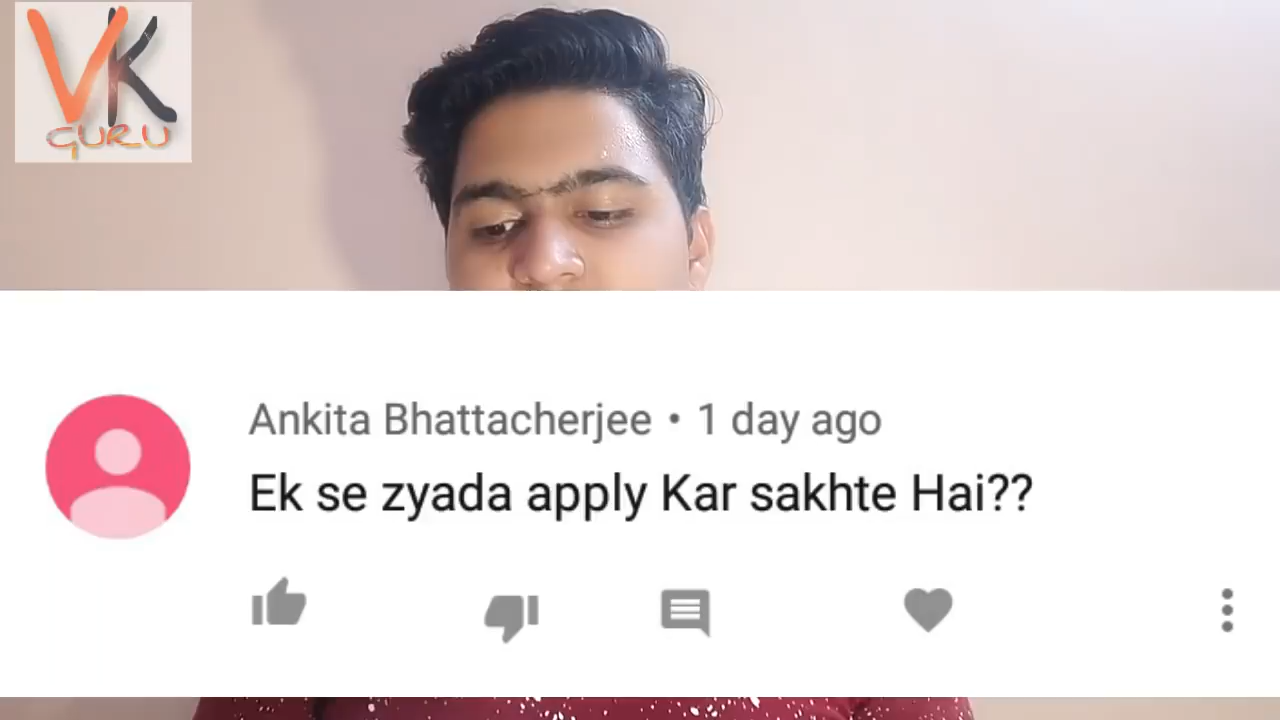 VK
GURU
Ankita Bhattacherjee • 1 day ago
Ek se zyada apply Kar sakhte Hai??